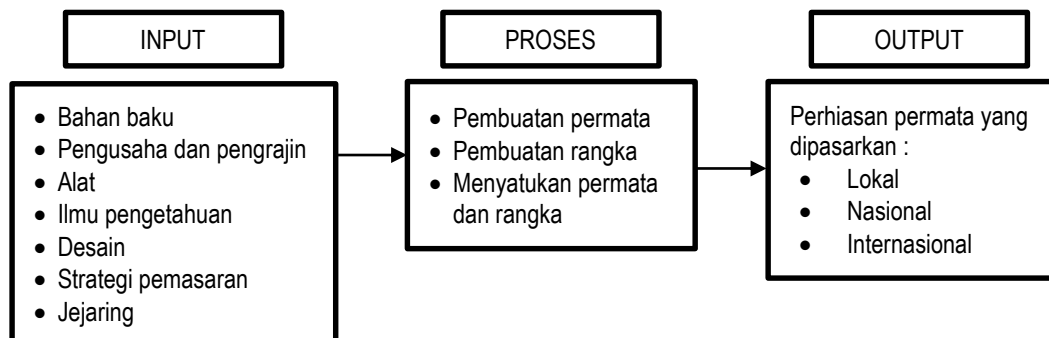 INPUT
• Bahan baku
• Pengusaha dan pengrajin
• Alat
• Ilmu pengetahuan
• Desain
• Strategi pemasaran
• Jejaring
PROSES
• Pembuatan permata
• Pembuatan rangka
• Menyatukan permata
dan rangka
OUTPUT
Perhiasan permata yang
dipasarkan :
• Lokal
• Nasional
• Internasional